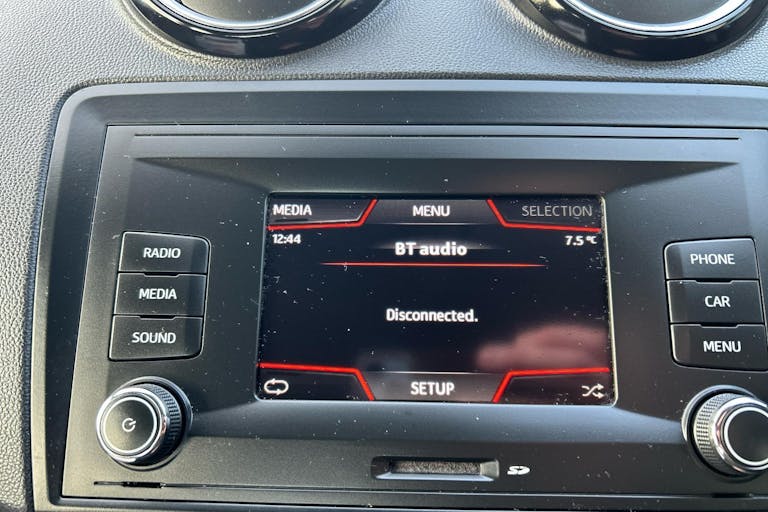 MEDIA MENU SELECTION
12:44 BT audio 7.5 °C
RADIO
MEDIA
SOUND
Disconnected.
PHONE
CAR
MENU
SETUP
SD